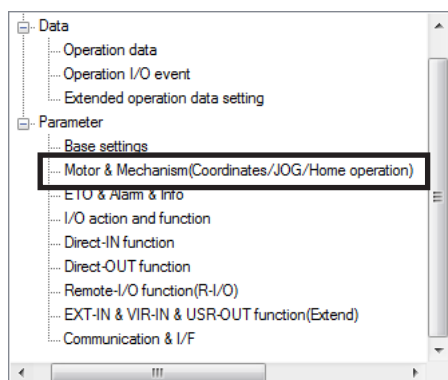 Data
Operation data
Operation I/O event
Extended operation data setting
Parameter
Base settings
Motor & Mechanism(Coordinates/JOG/Home operation)
ETO & Alarm & Info
I/O action and function
Direct-IN function
Direct-OUT function
Remote-I/O function(R-I/O)
EXT-IN & VIR-IN & USR-OUT function(Extend)
Communication & I/F